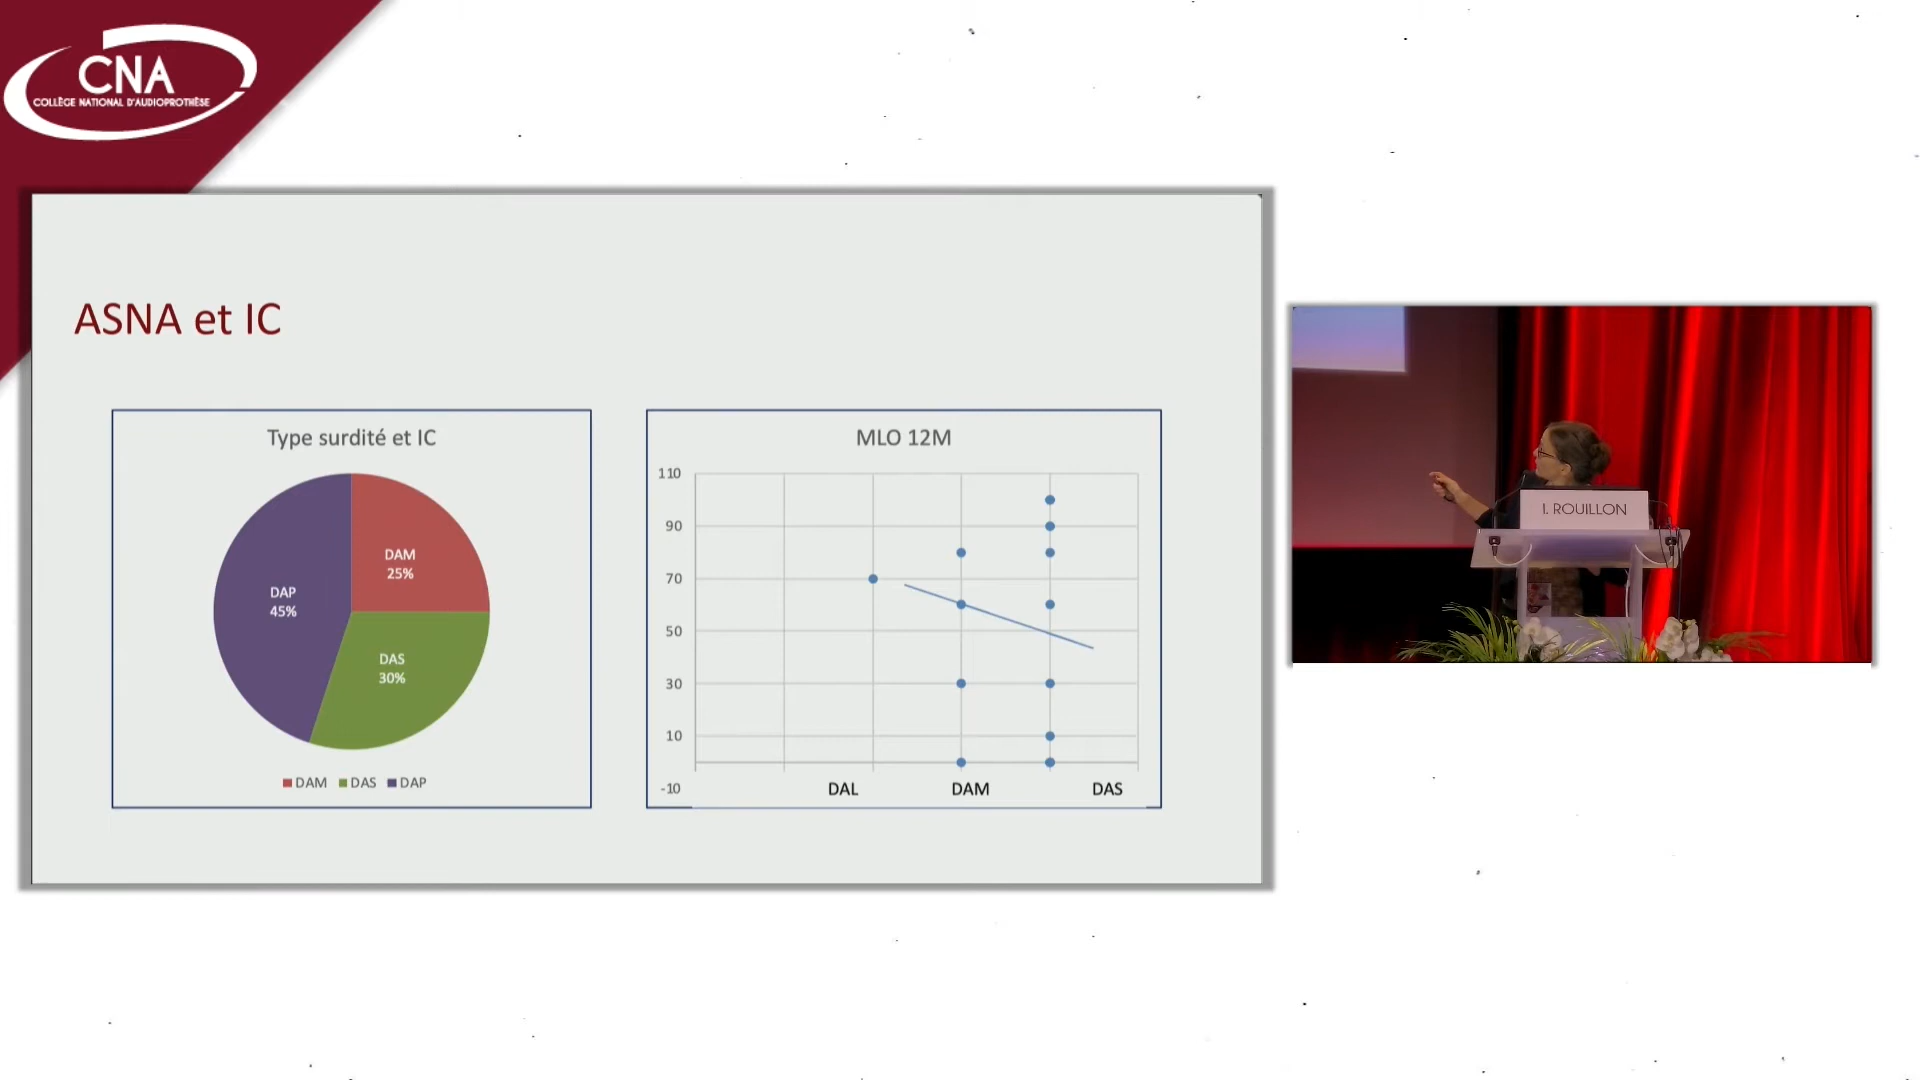 CNA
COLLÈGE NATIONAL D'AUDIOPROTHÈSE
ASNA et IC
Type surdité et IC
DAM
25%
DAP
45%
DAS
30%
DAM DAS DAP
MLO 12M
110
90
70
50
30
10
-10
DAL DAM DAS
I. ROUILLON